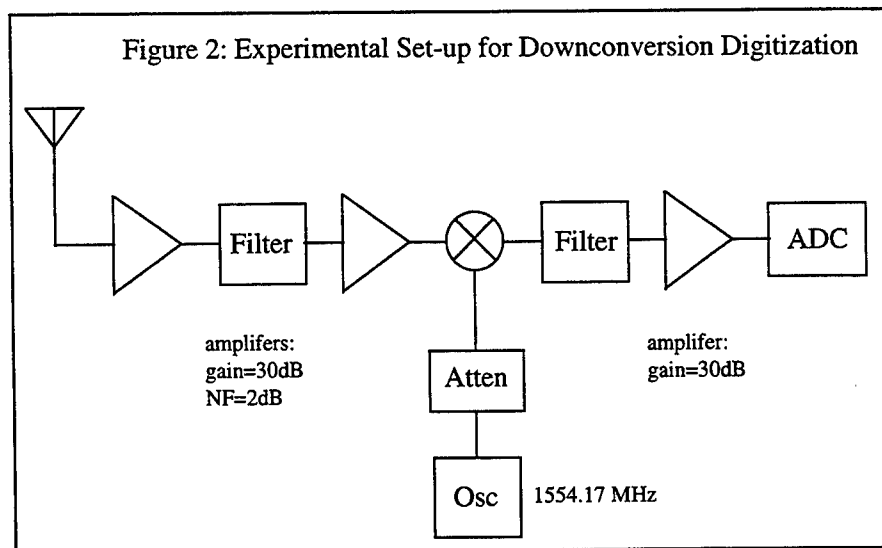 Figure 2: Experimental Set-up for Downconversion Digitization
Filter
Filter
ADC
amplifers:
gain=30dB
NF=2dB
amplifer:
gain=30dB
Atten
Osc
1554.17 MHz